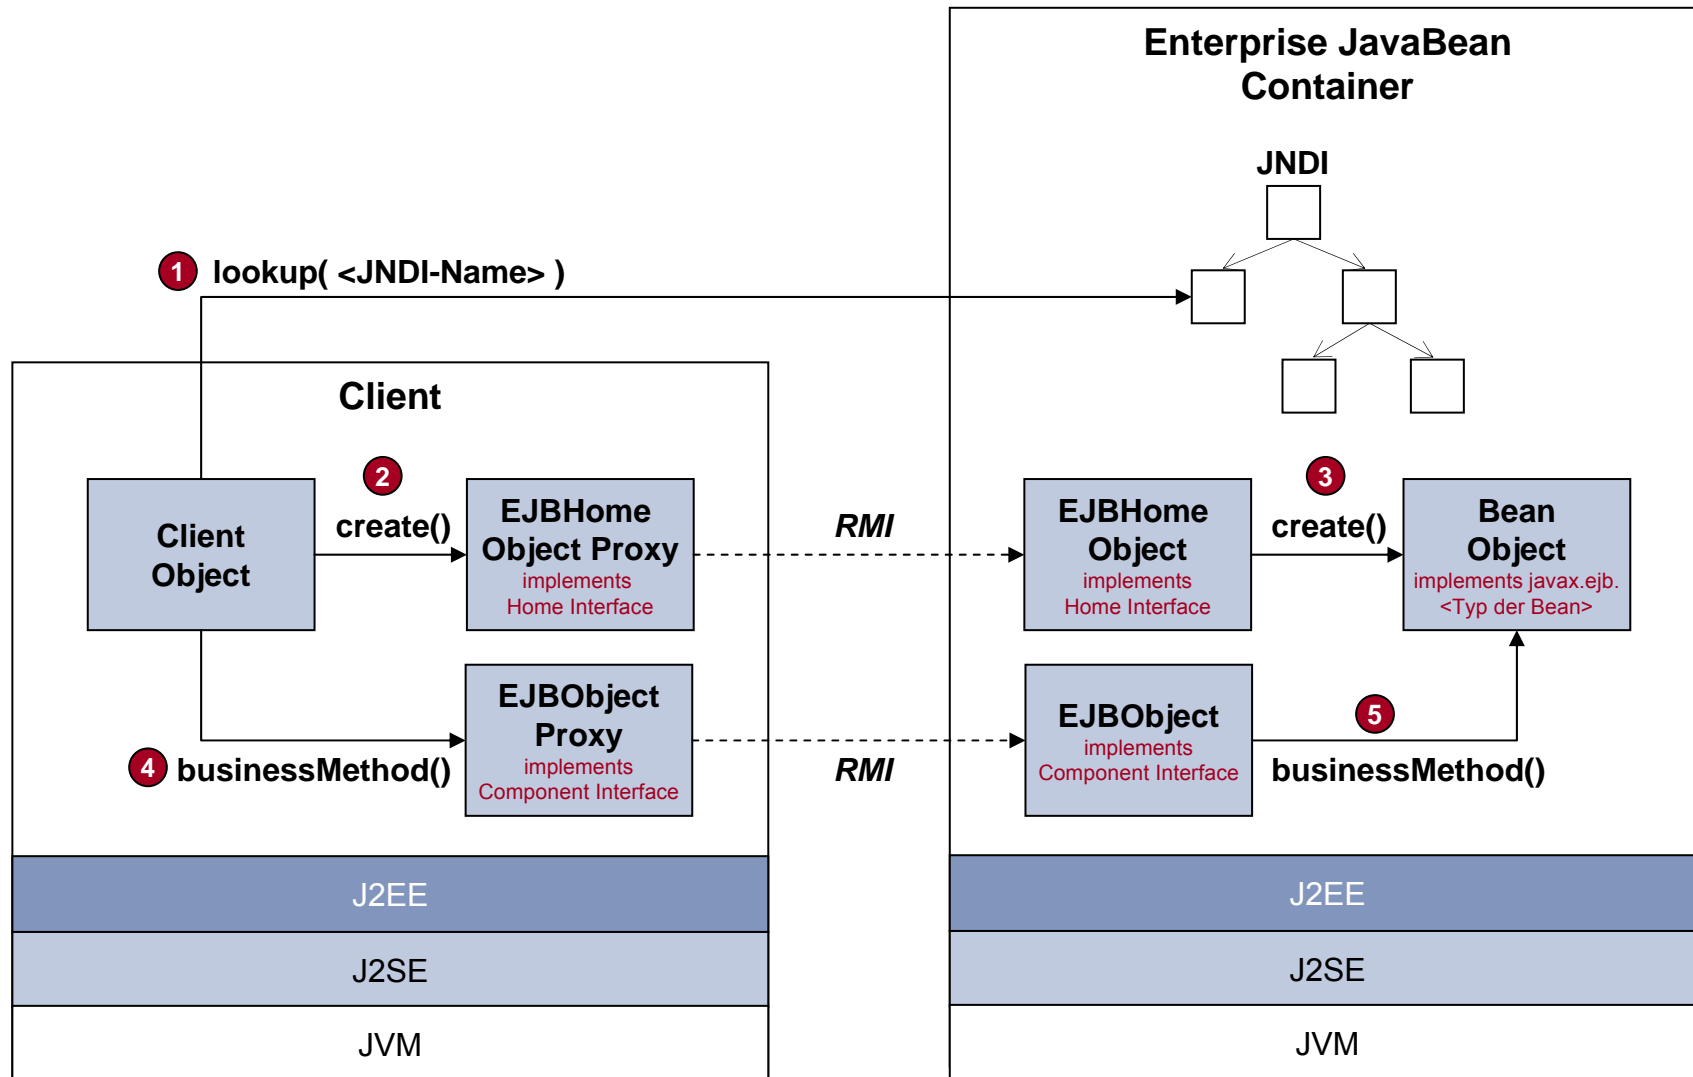 Enterprise JavaBean
Container
JNDI
1 lookup( <JNDI-Name> )
Client
2
create()
Client
Object
EJBHome
Object Proxy
implements
Home Interface
RMI
EJBHome
Object
implements
Home Interface
3
create()
Bean
Object
implements javax.ejb.
<Typ der Bean>
4 businessMethod()
EJBObject
Proxy
implements
Component Interface
RMI
EJBObject
implements
Component Interface
5
businessMethod()
J2EE
J2SE
JVM
J2EE
J2SE
JVM